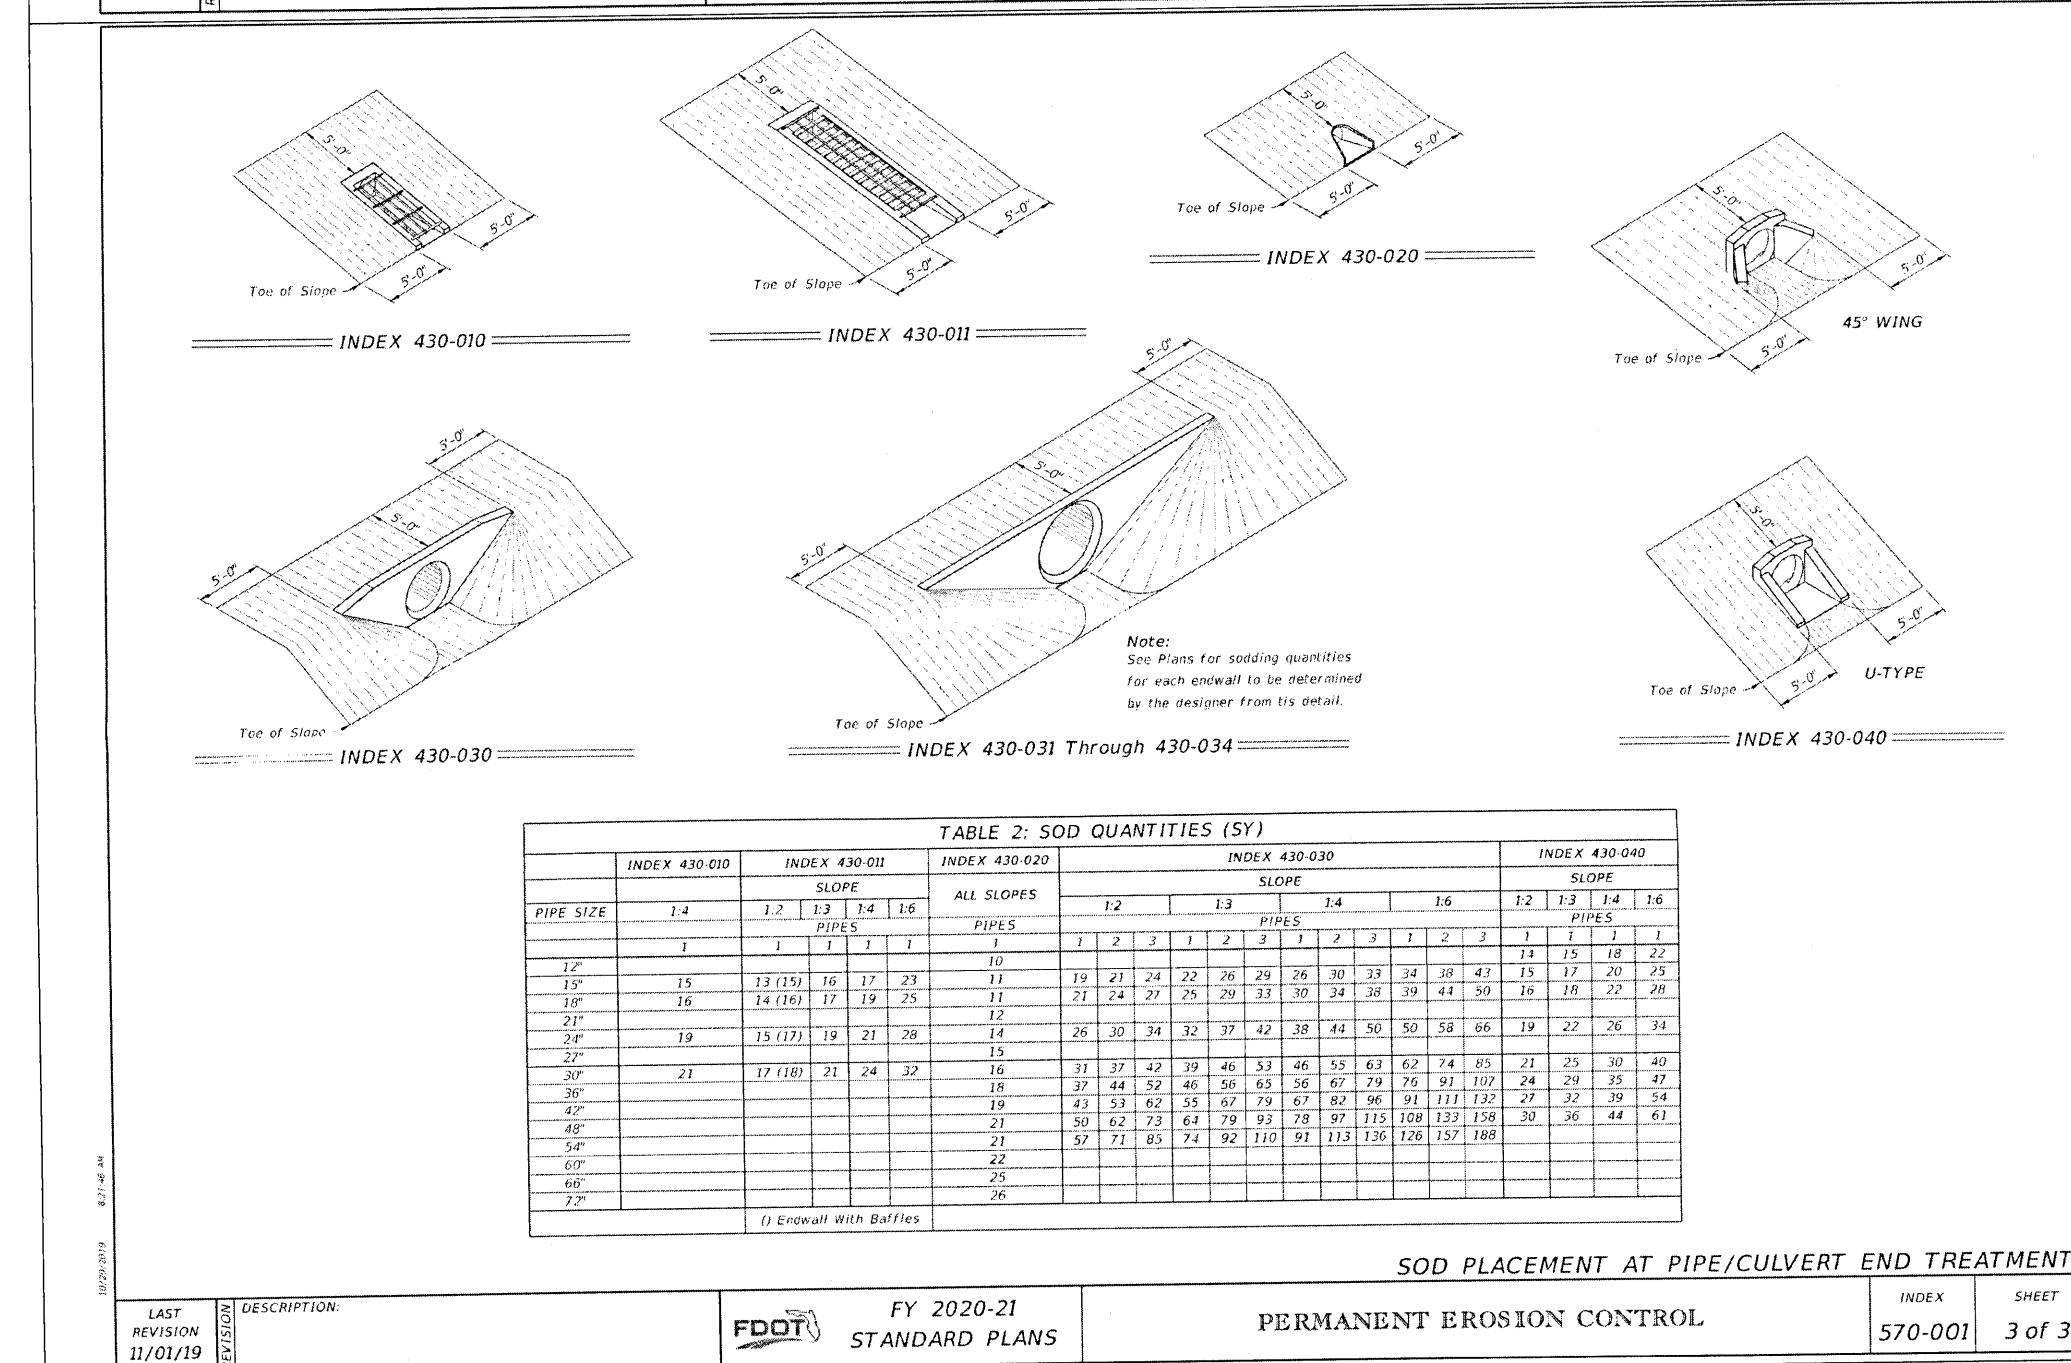 5'-0"
5'-0"
5'-0"
Toe of Slope
INDEX 430-010
5'-0"
5'-0"
5'-0"
Toe of Slope
INDEX 430-011
5'-0"
5'-0"
5'-0"
Toe of Slope
INDEX 430-020
5'-0"
5'-0"
5'-0"
45° WING
Toe of Slope
5'-0"
5'-0"
5'-0"
Toe of Slope
INDEX 430-030
5'-0"
5'-0"
5'-0"
Note:
See Plans for sodding quantities
for each endwall to be determined
by the designer from tis detail.
Toe of Slope
INDEX 430-031 Through 430-034
5'-0"
5'-0"
5'-0"
U-TYPE
Toe of Slope
INDEX 430-040
TABLE 2: SOD QUANTITIES (SY)
INDEX 430-010 INDEX 430-011 INDEX 430-020 INDEX 430-030 INDEX 430-040
SLOPE ALL SLOPES SLOPE SLOPE
PIPE SIZE 1:4 1:2 1:3 1:4 1:6 1:2 1:3 1:4 1:6 1:2 1:3 1:4 1:6
PIPES PIPES PIPES PIPES
1 1 1 1 1 1 1 2 3 1 2 3 1 2 3 1 2 3 1 1 1 1
12" 10 14 15 18 22
15" 15 13 (15) 16 17 23 11 19 21 24 22 26 29 26 30 33 34 38 43 15 17 20 25
18" 16 14 (16) 17 19 25 11 21 24 27 25 29 33 30 34 38 39 44 50 16 18 22 28
21" 12
24" 19 15 (17) 19 21 28 14 26 30 34 32 37 42 38 44 50 50 58 66 19 22 26 34
27" 15
30" 21 17 (18) 21 24 32 16 31 37 42 39 46 53 46 55 63 62 74 85 21 25 30 40
36" 18 37 44 52 46 56 65 56 67 79 76 91 107 24 29 35 47
42" 19 43 53 62 55 67 79 67 82 96 91 111 132 27 32 39 54
48" 21 50 62 73 64 79 93 78 97 115 108 133 158 30 36 44 61
54" 21 57 71 85 74 92 110 91 113 136 126 157 188
60" 22
66" 25
72" 26
() Endwall With Baffles
10/29/2019 8:21:46 AM
SOD PLACEMENT AT PIPE/CULVERT END TREATMENT
LAST
REVISION
11/01/19
DESCRIPTION:
FDOT
FY 2020-21
STANDARD PLANS
PERMANENT EROSION CONTROL
INDEX
570-001
SHEET
3 of 3